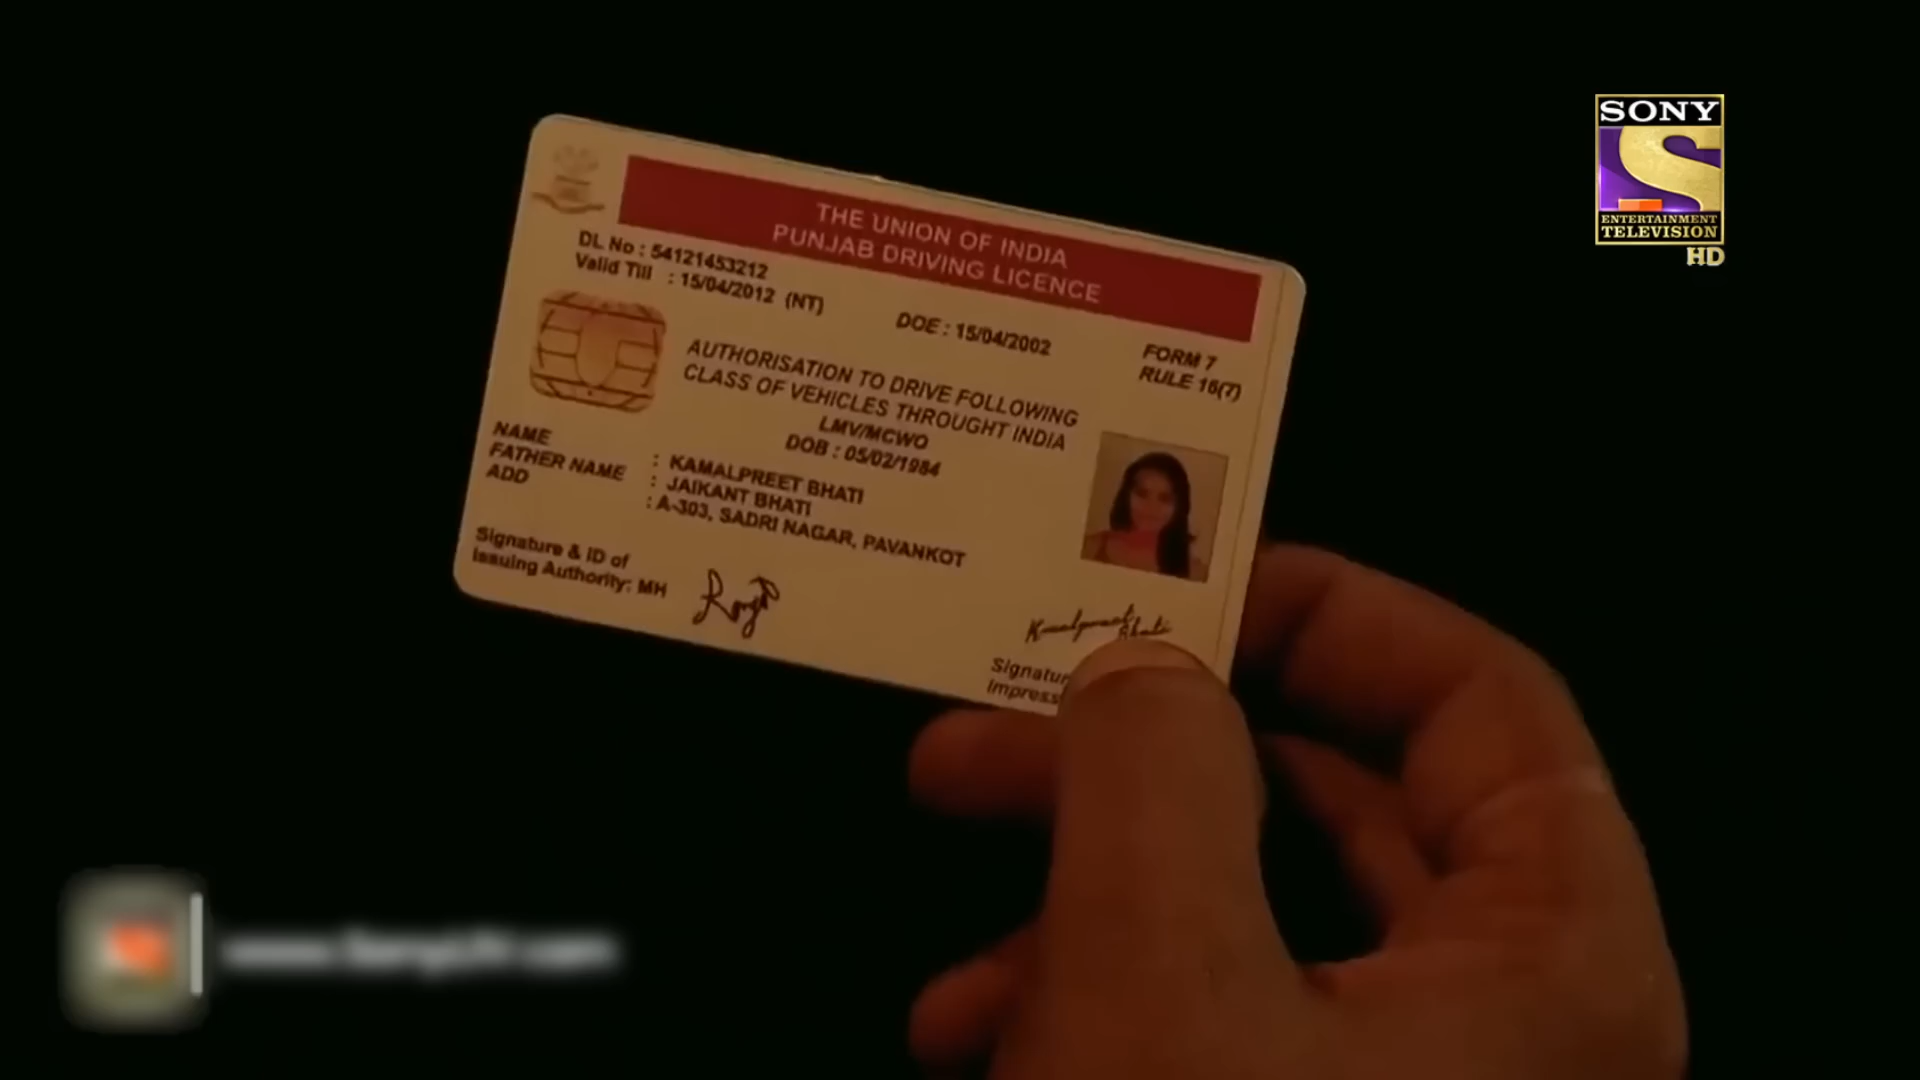 SONY
ENTERTAINMENT
TELEVISION
HD
THE UNION OF INDIA
PUNJAB DRIVING LICENCE
DL No : 54121453212
Valid Till : 15/04/2012 (NT)
DOE : 15/04/2002
FORM 7
RULE 16(7)
AUTHORISATION TO DRIVE FOLLOWING
CLASS OF VEHICLES THROUGHT INDIA
LMV/MCWO
DOB : 05/02/1984
NAME : KAMALPREET BHATI
FATHER NAME : JAIKANT BHATI
ADD : A-303, SADRI NAGAR, PAVANKOT
Signature & ID of
Issuing Authority: MH
Kamalpreet
Bhati